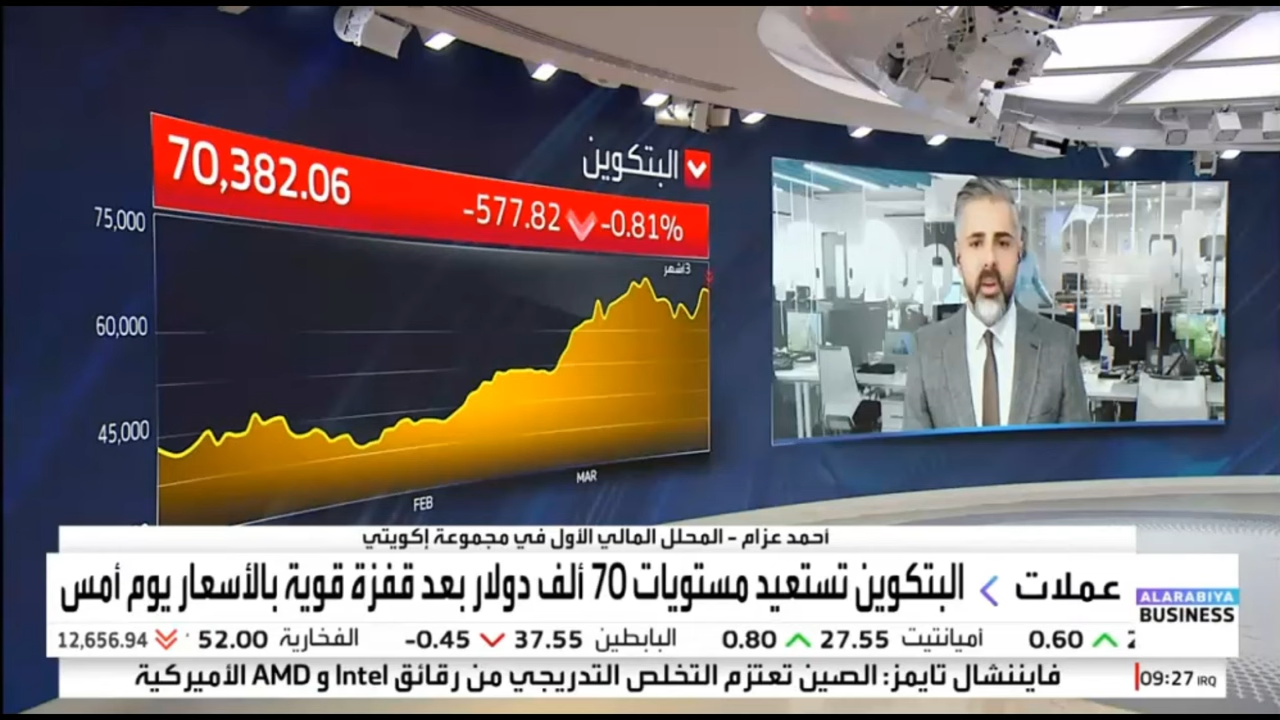 البتكوين
70,382.06
-577.82 -0.81%
3 أشهر
75,000
60,000
45,000
FEB
MAR
أحمد عزام - المحلل المالي الأول في مجموعة إكويتي
عملات
البتكوين تستعيد مستويات 70 ألف دولار بعد قفزة قوية بالأسعار يوم أمس
ALARABIYA
BUSINESS
0.60 أميانتيت 27.55 0.80 البابطين 37.55 -0.45 الفخارية 52.00 12,656.94
09:27 IRQ
فايننشال تايمز: الصين تعتزم التخلص التدريجي من رقائق Intel و AMD الأميركية